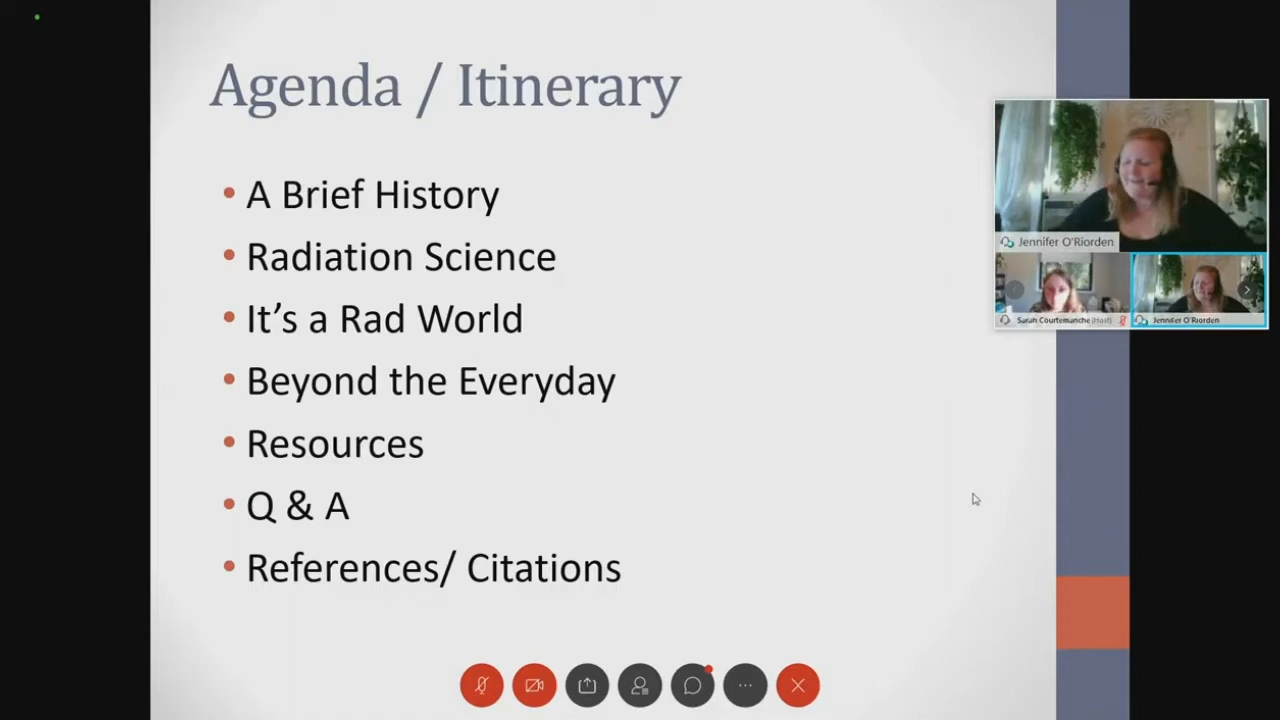 Agenda / Itinerary
• A Brief History
• Radiation Science
• It's a Rad World
• Beyond the Everyday
• Resources
• Q & A
• References/ Citations
Jennifer O'Riorden
Sarah Courtemanche (Host)
Jennifer O'Riorden